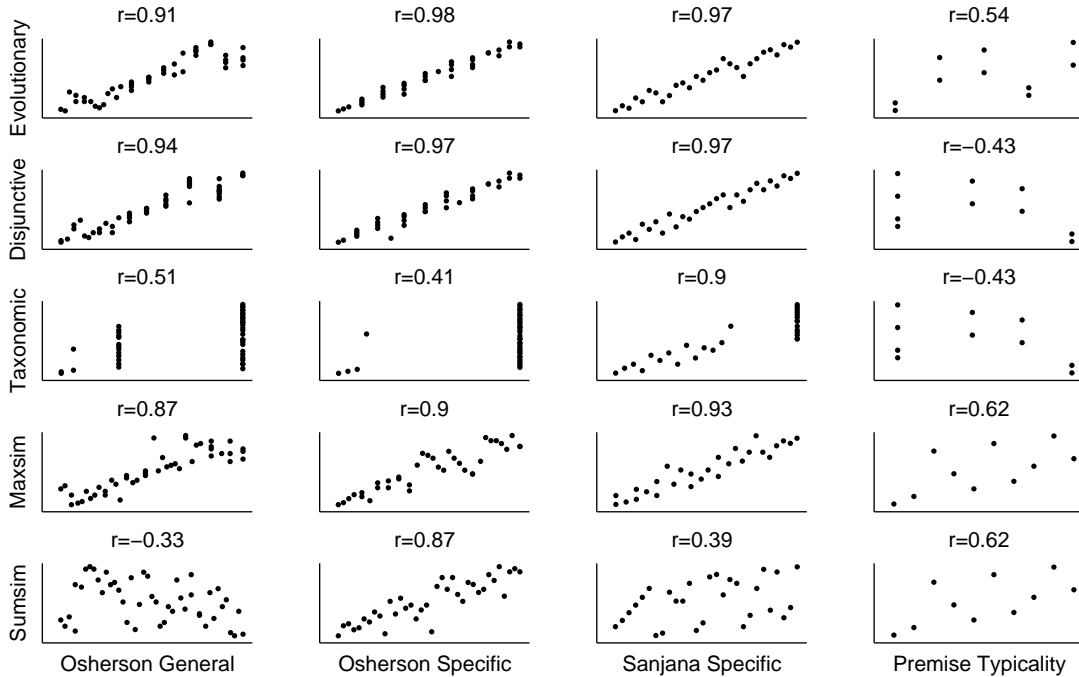 r=0.91 r=0.98 r=0.97 r=0.54
Evolutionary
r=0.94 r=0.97 r=0.97 r=−0.43
Disjunctive
r=0.51 r=0.41 r=0.9 r=−0.43
Taxonomic
r=0.87 r=0.9 r=0.93 r=0.62
Maxsim
r=−0.33 r=0.87 r=0.39 r=0.62
Sumsim
Osherson General Osherson Specific Sanjana Specific Premise Typicality